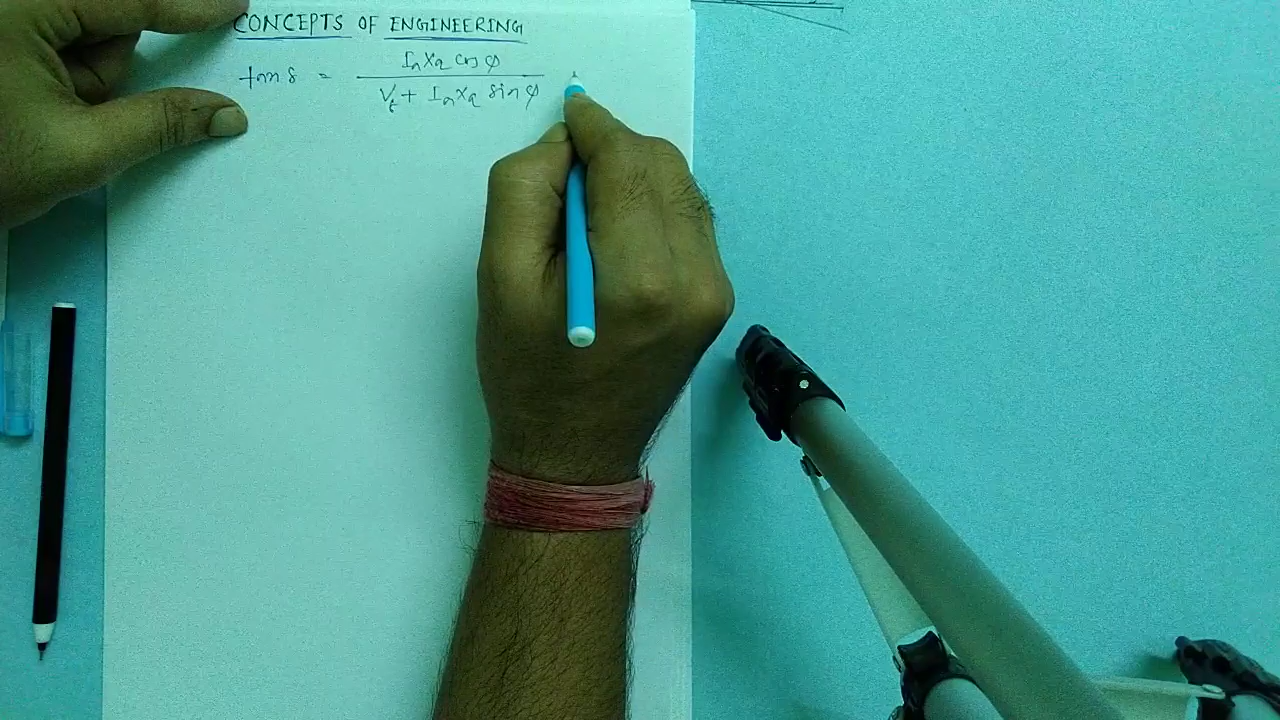 CONCEPTS OF ENGINEERING
tan δ = Iₐ Xq cos φ / Vₜ + Iₐ Xq sin φ